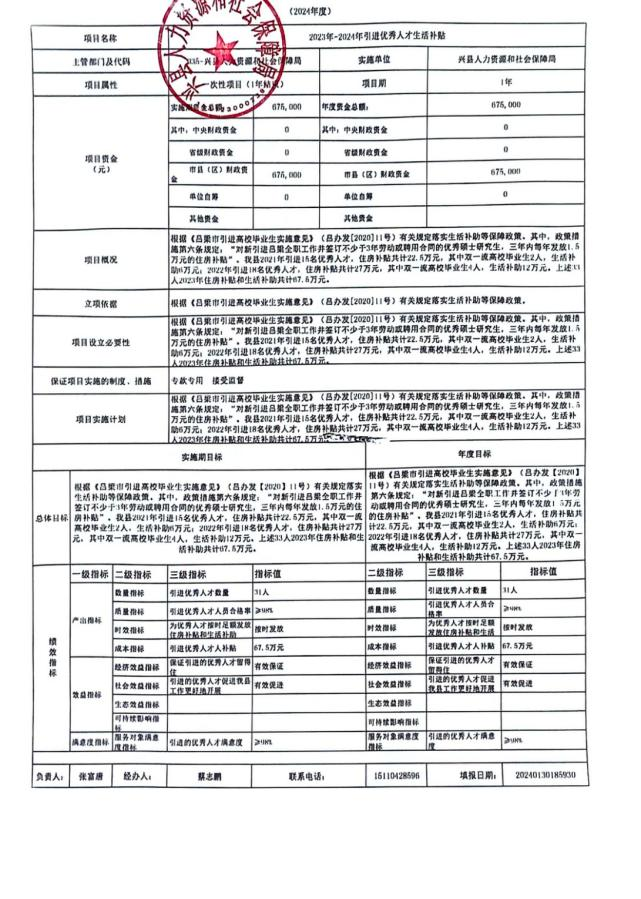 （2024年度）
项目名称 2023年-2024年引进优秀人才生活补贴
主管部门及代码 335-兴县人力资源和社会保障局 实施单位 兴县人力资源和社会保障局
项目属性 一次性项目（1年结束） 项目期 1年
项目资金（元）
实施期资金总额： 675,000 年度资金总额： 675,000
其中：中央财政资金 0 其中：中央财政资金 0
省级财政资金 0 省级财政资金 0
市县（区）财政资金 675,000 市县（区）财政资金 675,000
单位自筹 0 单位自筹 0
其他资金 其他资金
项目概况
根据《吕梁市引进高校毕业生实施意见》（吕办发[2020]11号）有关规定落实生活补助等保障政策。其中，政策措
施第六条规定：“对新引进吕梁全职工作并签订不少于3年劳动或聘用合同的优秀硕士研究生，三年内每年发放1.5
万元的住房补贴”。我县2021年引进15名优秀人才，住房补贴共计22.5万元，其中双一流高校毕业生2人，生活补
助6万元；2022年引进18名优秀人才，住房补贴共计27万元，其中双一流高校毕业生4人，生活补助12万元。上述33
人2023年住房补贴和生活补助共计67.5万元。
立项依据 根据《吕梁市引进高校毕业生实施意见》（吕办发[2020]11号）有关规定落实生活补助等保障政策。
项目设立必要性
根据《吕梁市引进高校毕业生实施意见》（吕办发[2020]11号）有关规定落实生活补助等保障政策。其中，政策措
施第六条规定：“对新引进吕梁全职工作并签订不少于3年劳动或聘用合同的优秀硕士研究生，三年内每年发放1.5
万元的住房补贴”。我县2021年引进15名优秀人才，住房补贴共计22.5万元，其中双一流高校毕业生2人，生活补
助6万元；2022年引进18名优秀人才，住房补贴共计27万元，其中双一流高校毕业生4人，生活补助12万元。上述33
人2023年住房补贴和生活补助共计67.5万元。
保证项目实施的制度、措施 专款专用 接受监督
项目实施计划
根据《吕梁市引进高校毕业生实施意见》（吕办发[2020]11号）有关规定落实生活补助等保障政策。其中，政策措
施第六条规定：“对新引进吕梁全职工作并签订不少于3年劳动或聘用合同的优秀硕士研究生，三年内每年发放1.5
万元的住房补贴”。我县2021年引进15名优秀人才，住房补贴共计22.5万元，其中双一流高校毕业生2人，生活补
助6万元；2022年引进18名优秀人才，住房补贴共计27万元，其中双一流高校毕业生4人，生活补助12万元。上述33
人2023年住房补贴和生活补助共计67.5万元
实施期目标 年度目标
总体目标
根据《吕梁市引进高校毕业生实施意见》（吕办发[2020]11号）有关规定落实
生活补助等保障政策。其中，政策措施第六条规定：“对新引进吕梁全职工作并
签订不少于3年劳动或聘用合同的优秀硕士研究生，三年内每年发放1.5万元的住
房补贴”。我县2021年引进15名优秀人才，住房补贴共计22.5万元，其中双一流
高校毕业生2人，生活补助6万元；2022年引进18名优秀人才，住房补贴共计27万
元，其中双一流高校毕业生4人，生活补助12万元。上述33人2023年住房补贴和生
活补助共计67.5万元。
根据《吕梁市引进高校毕业生实施意见》（吕办发[2020]
11号）有关规定落实生活补助等保障政策。其中，政策措
施第六条规定：“对新引进吕梁全职工作并签订不少于3年劳
动或聘用合同的优秀硕士研究生，三年内每年发放1.5万元
的住房补贴”。我县2021年引进15名优秀人才，住房补贴共
计22.5万元，其中双一流高校毕业生2人，生活补助6万元；
2022年引进18名优秀人才，住房补贴共计27万元，其中双一
流高校毕业生4人，生活补助12万元。上述33人2023年住房
补贴和生活补助共计67.5万元。
绩效指标
一级指标 二级指标 三级指标 指标值 二级指标 三级指标 指标值
产出指标
数量指标 引进优秀人才数量 31人 数量指标 引进优秀人才数量 31人
质量指标 引进优秀人才人员合格率 ≥98% 质量指标 引进优秀人才人员合格率 ≥98%
时效指标 为优秀人才按时足额发放住房补贴和生活补助 按时发放 时效指标 为优秀人才按时足额发放住房补贴和生活 按时发放
成本指标 引进优秀人才人补贴 67.5万元 成本指标 引进优秀人才人补贴 67.5万元
效益指标
经济效益指标 保证引进的优秀人才留得住 有效保证 经济效益指标 保证引进的优秀人才留得住 有效保证
社会效益指标 引进的优秀人才促进我县工作更好地开展 有效促进 社会效益指标 引进的优秀人才促进我县工作更好地开展 有效促进
生态效益指标 生态效益指标
可持续影响指标 可持续影响指标
满意度指标 服务对象满意度指标 引进的优秀人才满意度 ≥98% 服务对象满意度指标 引进的优秀人才满意度 ≥98%
负责人： 张富唐 经办人： 蔡志鹏 联系电话： 15110428596 填报日期： 20240130185930
兴县人力资源和社会保障局